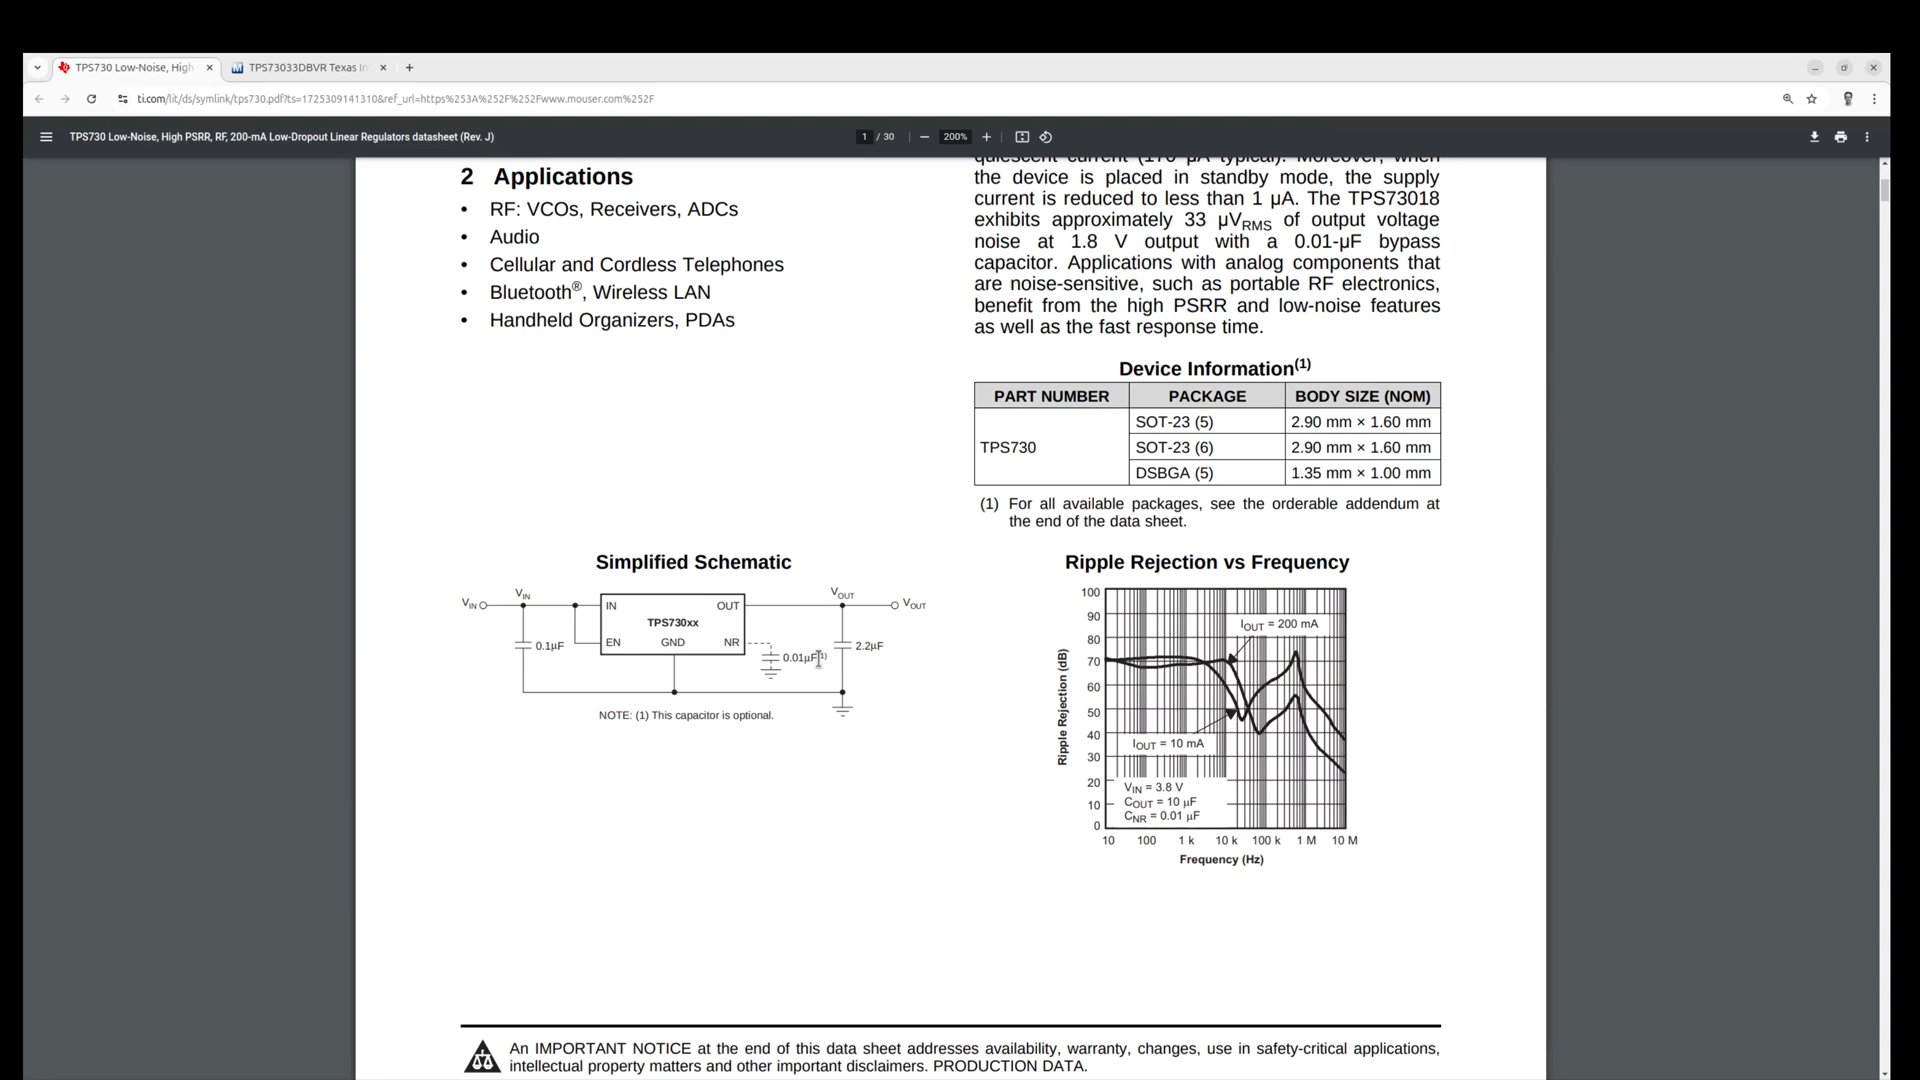 TPS730 Low-Noise, High
TPS73033DBVR Texas In
ti.com/lit/ds/symlink/tps730.pdf?ts=1725309141310&ref_url=https%253A%252F%252Fwww.mouser.com%252F
TPS730 Low-Noise, High PSRR, RF, 200-mA Low-Dropout Linear Regulators datasheet (Rev. J)
1 / 30
200%
2 Applications
• RF: VCOs, Receivers, ADCs
• Audio
• Cellular and Cordless Telephones
• Bluetooth®, Wireless LAN
• Handheld Organizers, PDAs
quiescent current (170 µA typical). Moreover, when
the device is placed in standby mode, the supply
current is reduced to less than 1 µA. The TPS73018
exhibits approximately 33 µVRMS of output voltage
noise at 1.8 V output with a 0.01-µF bypass
capacitor. Applications with analog components that
are noise-sensitive, such as portable RF electronics,
benefit from the high PSRR and low-noise features
as well as the fast response time.
Device Information(1)
PART NUMBER PACKAGE BODY SIZE (NOM)
TPS730
SOT-23 (5) 2.90 mm × 1.60 mm
SOT-23 (6) 2.90 mm × 1.60 mm
DSBGA (5) 1.35 mm × 1.00 mm
(1) For all available packages, see the orderable addendum at
the end of the data sheet.
Simplified Schematic
VIN
VIN
IN
OUT
VOUT
VOUT
TPS730xx
EN
GND
NR
0.1µF
0.01µF(1)
2.2µF
NOTE: (1) This capacitor is optional.
Ripple Rejection vs Frequency
Ripple Rejection (dB)
100
90
80
70
60
50
40
30
20
10
0
IOUT = 200 mA
IOUT = 10 mA
VIN = 3.8 V
COUT = 10 µF
CNR = 0.01 µF
10 100 1 k 10 k 100 k 1 M 10 M
Frequency (Hz)
An IMPORTANT NOTICE at the end of this data sheet addresses availability, warranty, changes, use in safety-critical applications,
intellectual property matters and other important disclaimers. PRODUCTION DATA.